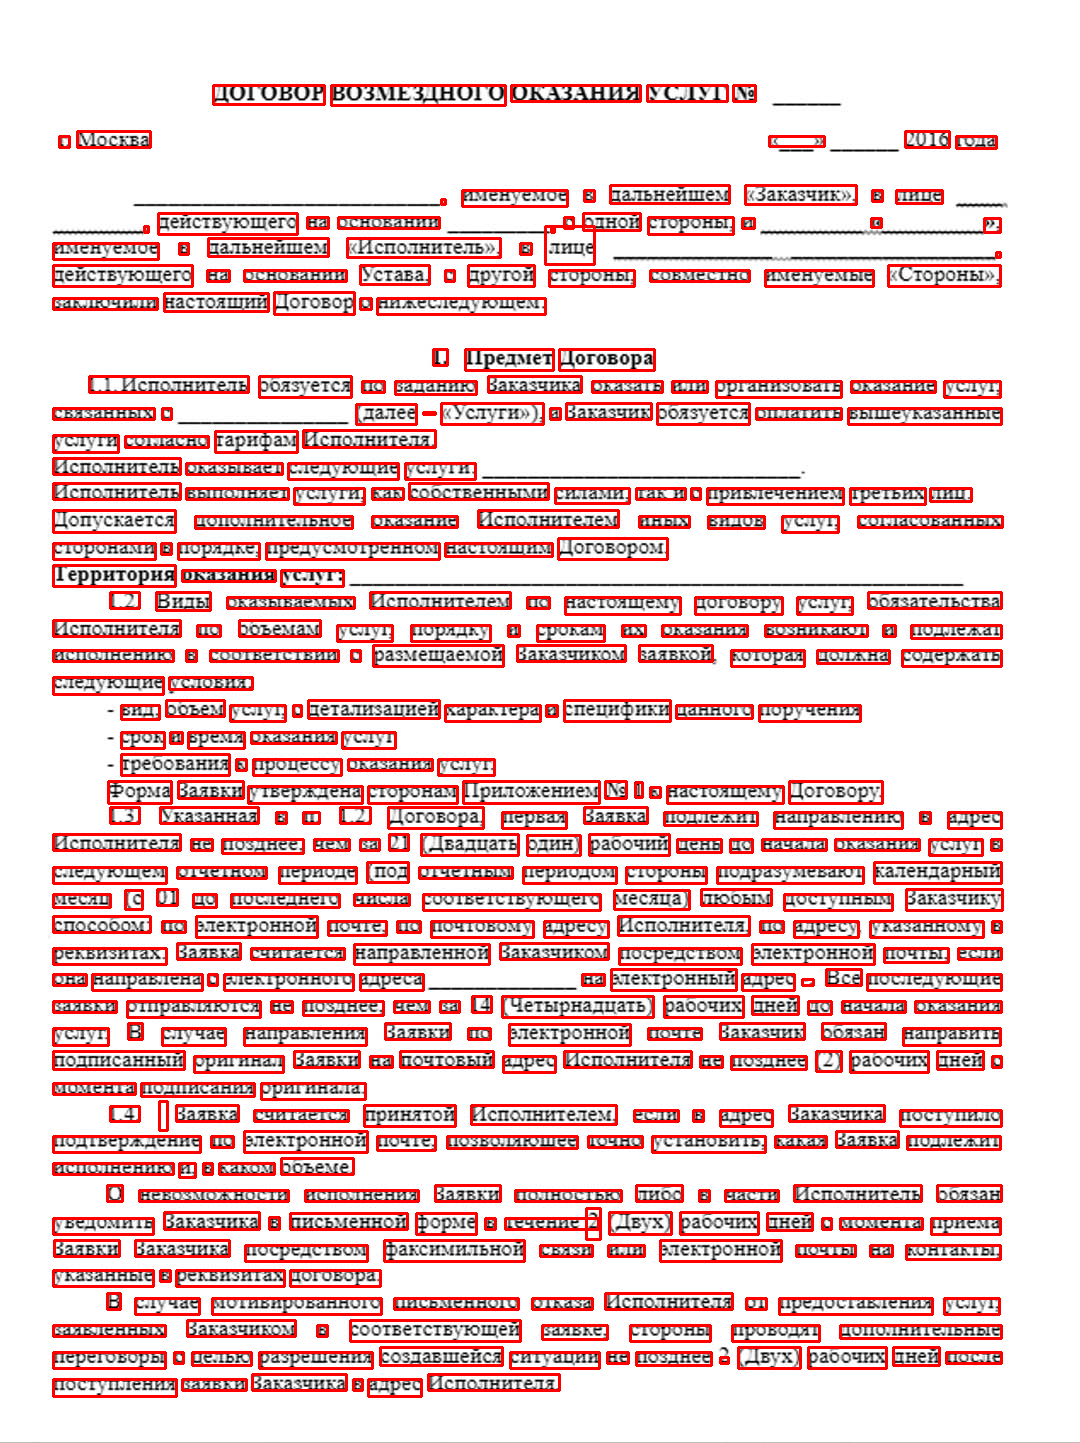 ДОГОВОР ВОЗМЕЗДНОГО ОКАЗАНИЯ УСЛУГ № ______
г. Москва «___» ______ 2016 года
___________________________, именуемое в дальнейшем «Заказчик», в лице _____
________, действующего на основании __________, с одной стороны, и __________ « _________»,
именуемое в дальнейшем «Исполнитель», в лице __________________________________,
действующего на основании Устава, с другой стороны, совместно именуемые «Стороны»,
заключили настоящий Договор о нижеследующем:
1. Предмет Договора
1.1. Исполнитель обязуется по заданию Заказчика оказать или организовать оказание услуг,
связанных с _______________ (далее – «Услуги»), а Заказчик обязуется оплатить вышеуказанные
услуги согласно тарифам Исполнителя.
Исполнитель оказывает следующие услуги: ____________________________.
Исполнитель выполняет услуги, как собственными силами, так и с привлечением третьих лиц.
Допускается дополнительное оказание Исполнителем иных видов услуг, согласованных
сторонами в порядке, предусмотренном настоящим Договором.
Территория оказания услуг: ______________________________________________________
1.2. Виды оказываемых Исполнителем по настоящему договору услуг, обязательства
Исполнителя по объемам услуг, порядку и срокам их оказания возникают и подлежат
исполнению в соответствии с размещаемой Заказчиком заявкой, которая должна содержать
следующие условия:
- вид, объем услуг, с детализацией характера и специфики данного поручения
- срок и время оказания услуг
- требования к процессу оказания услуг.
Форма Заявки утверждена сторонам Приложением № 1 к настоящему Договору.
1.3. Указанная в п. 1.2. Договора, первая Заявка подлежит направлению в адрес
Исполнителя не позднее, чем за 21 (Двадцать один) рабочий день до начала оказания услуг в
следующем отчетном периоде (под отчетным периодом стороны подразумевают календарный
месяц (с 01 до последнего числа соответствующего месяца) любым доступным Заказчику
способом: по электронной почте, по почтовому адресу Исполнителя, по адресу, указанному в
реквизитах. Заявка считается направленной Заказчиком посредством электронной почты, если
она направлена с электронного адреса _____________ на электронный адрес – Все последующие
заявки отправляются не позднее, чем за 14 (Четырнадцать) рабочих дней до начала оказания
услуг. В случае направления Заявки по электронной почте Заказчик обязан направить
подписанный оригинал Заявки на почтовый адрес Исполнителя не позднее (2) рабочих дней с
момента подписания оригинала.
1.4. Заявка считается принятой Исполнителем, если в адрес Заказчика поступило
подтверждение по электронной почте, позволяющее точно установить, какая Заявка подлежит
исполнению и, в каком объеме.
О невозможности исполнения Заявки полностью либо в части Исполнитель обязан
уведомить Заказчика в письменной форме в течение 2 (Двух) рабочих дней с момента приема
Заявки Заказчика посредством факсимильной связи или электронной почты на контакты,
указанные в реквизитах договора.
В случае мотивированного письменного отказа Исполнителя от предоставления услуг,
заявленных Заказчиком в соответствующей заявке, стороны проводят дополнительные
переговоры с целью разрешения создавшейся ситуации не позднее 2 (Двух) рабочих дней после
поступления заявки Заказчика в адрес Исполнителя.